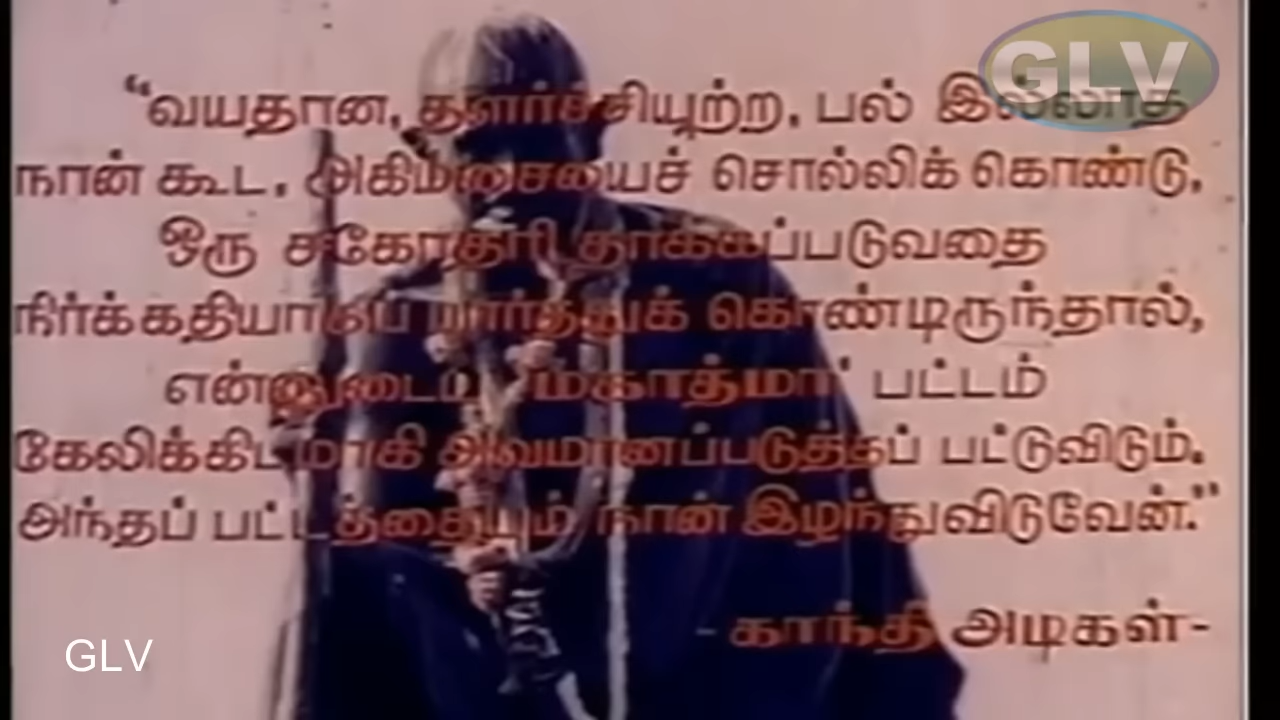 GLV
“வயதான, தளர்ச்சியுற்ற, பல் இல்லாத
நான் கூட, அகிம்சையைச் சொல்லிக் கொண்டு,
ஒரு சகோதரி தாக்கப்படுவதை
நிர்க்கதியாகப் பார்த்துக் கொண்டிருந்தால்,
என்னுடைய 'மகாத்மா' பட்டம்
கேலிக்கிடமாகி அவமானப்படுத்தப் பட்டுவிடும்.
அந்தப் பட்டத்தையும் நான் இழந்துவிடுவேன்.”
- காந்தி அடிகள் -
GLV